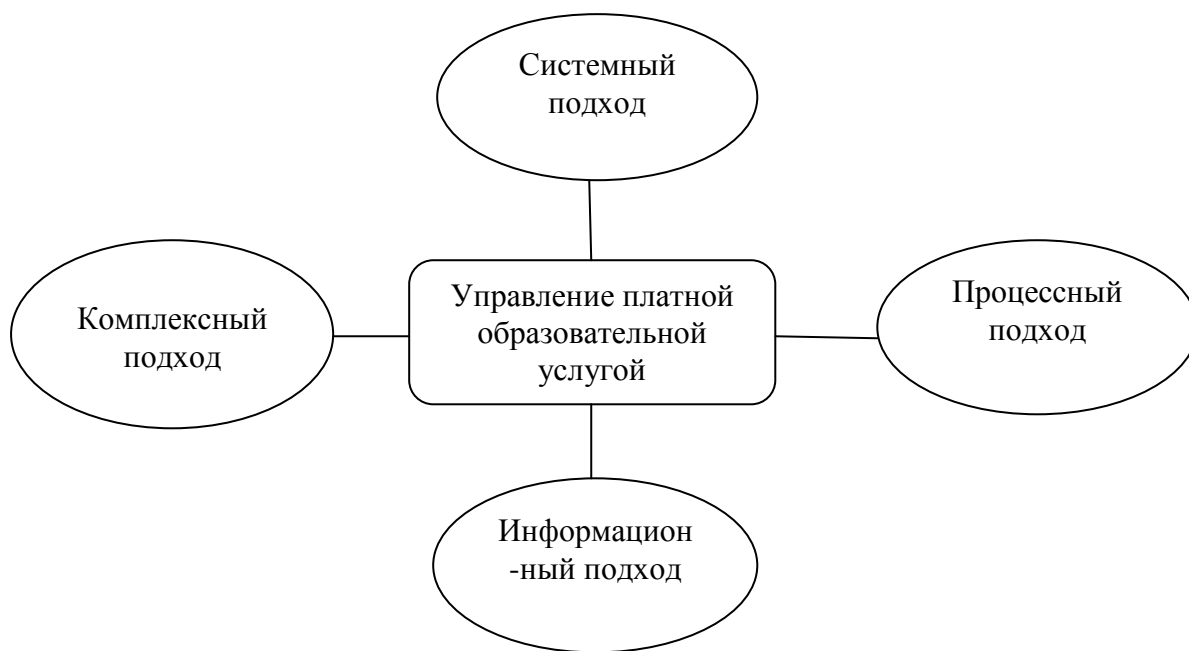 Системный
подход
Комплексный
подход
Управление платной
образовательной
услугой
Процессный
подход
Информацион
-ный подход